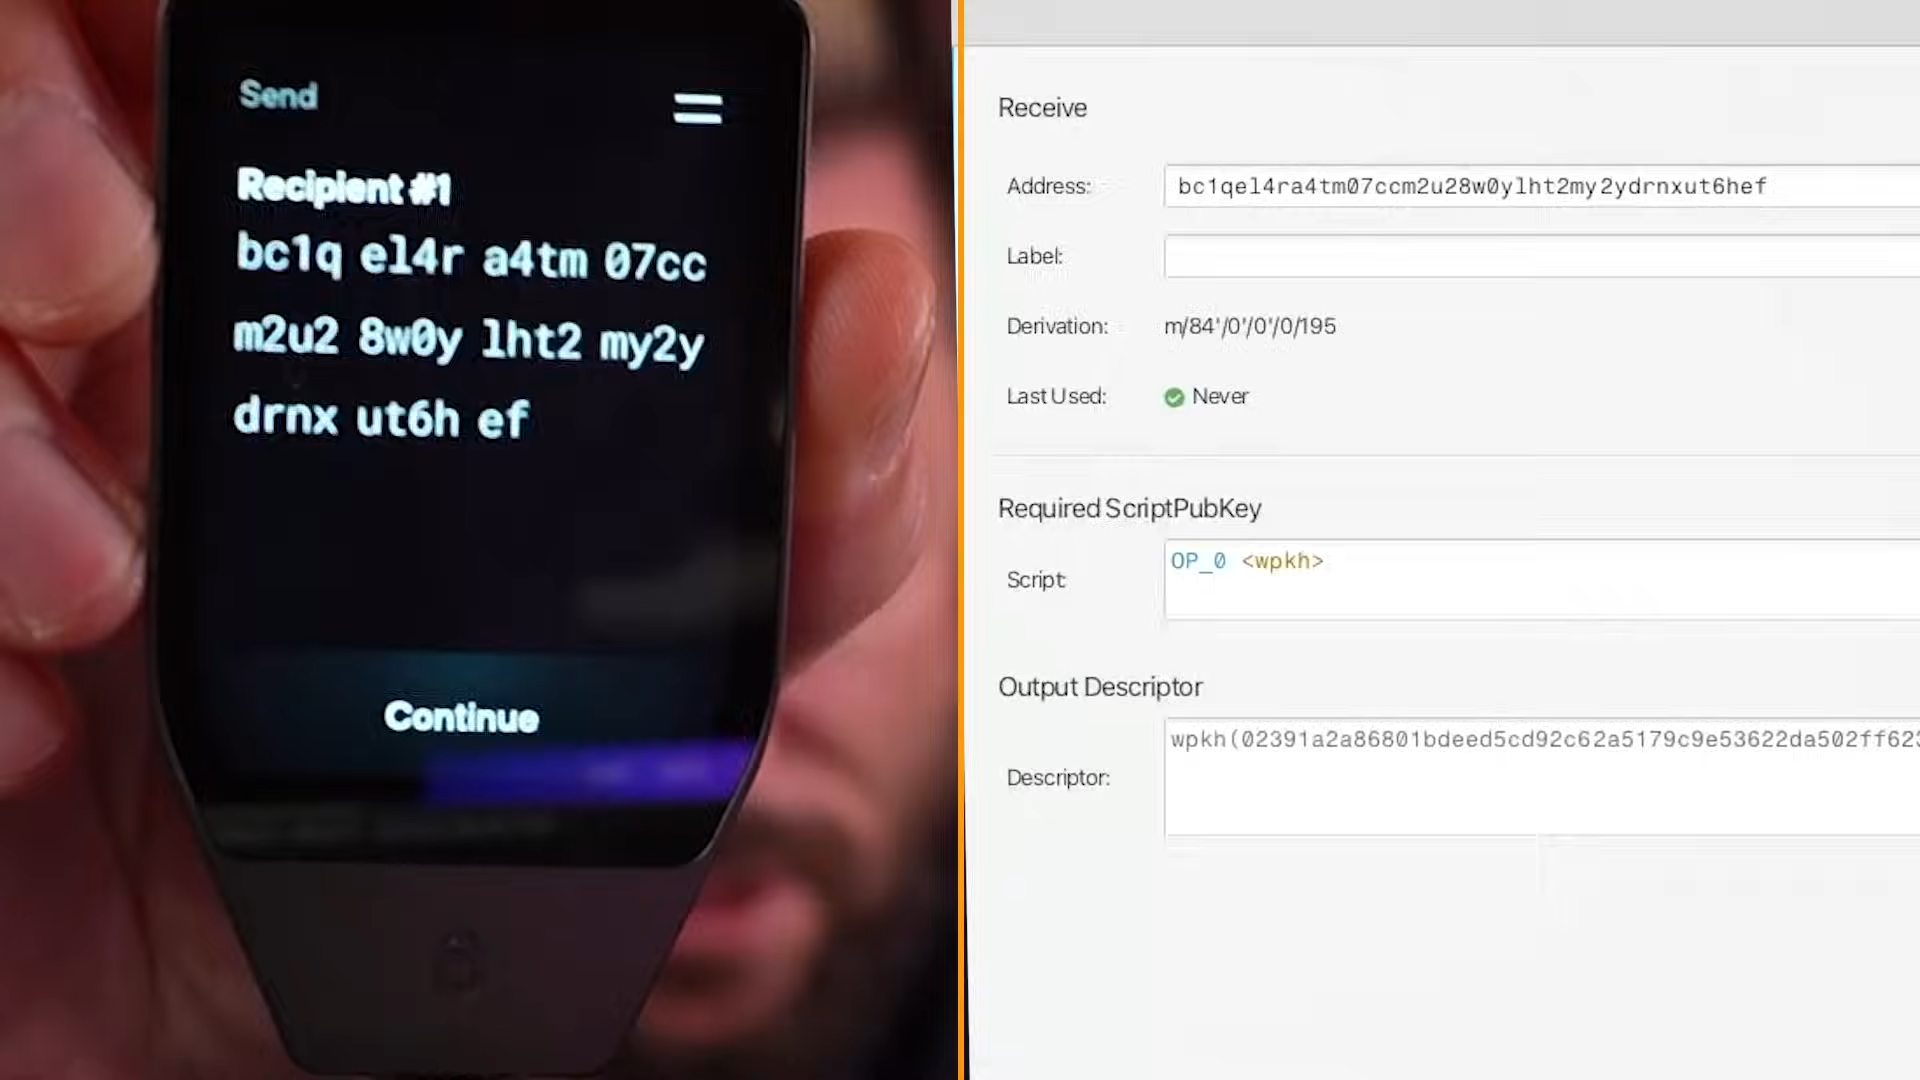 Send
Recipient #1
bc1q el4r a4tm 07cc
m2u2 8w0y lht2 my2y
drnx ut6h ef
Continue
Receive
Address: bc1qel4ra4tm07ccm2u28w0ylht2my2ydrnxut6hef
Label:
Derivation: m/84'/0'/0'/0/195
Last Used: Never
Required ScriptPubKey
Script: OP_0 <wpkh>
Output Descriptor
Descriptor: wpkh(02391a2a86801bdeed5cd92c62a5179c9e53622da502ff623